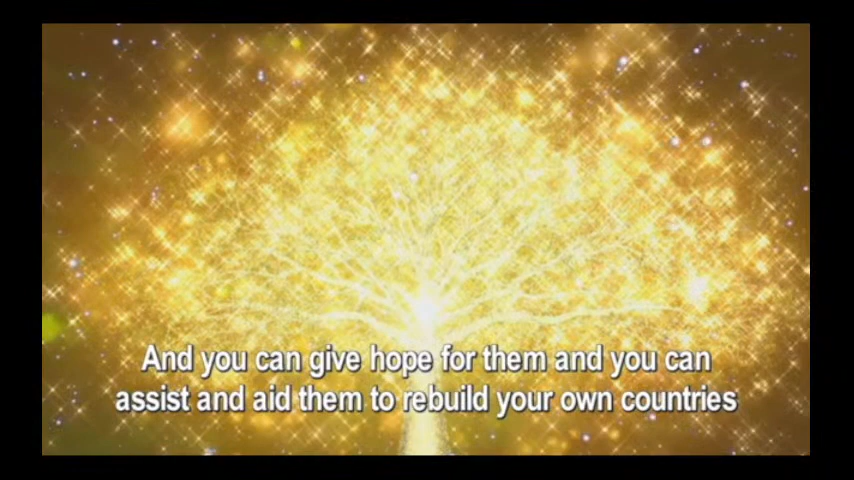 And you can give hope for them and you can
assist and aid them to rebuild your own countries